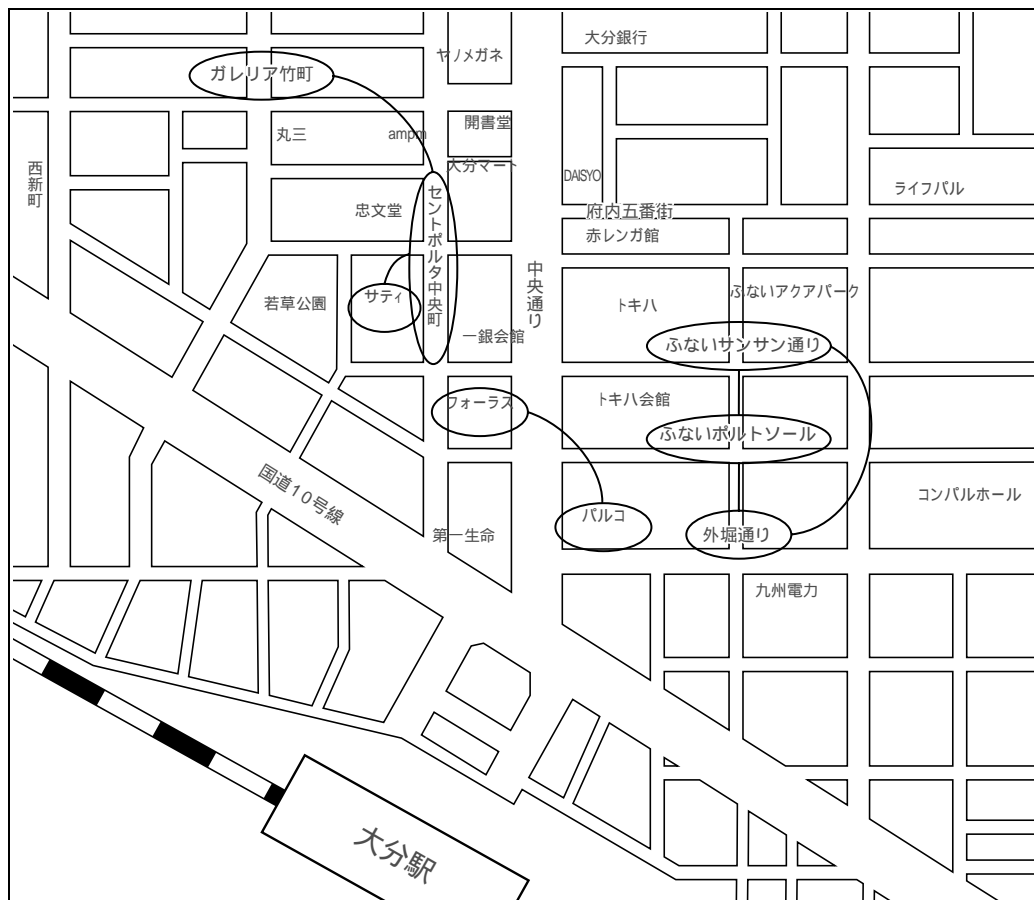 大分銀行
ヤノメガネ
ガレリア竹町
開書堂
丸三
ampm
大分マート
西新町
DAISYO
ライフパル
セントポルタ中央町
忠文堂
府内五番街
赤レンガ館
中央通り
サティ
若草公園
トキハ
ふないアクアパーク
一銀会館
ふないサンサン通り
フォーラス
トキハ会館
ふないポルトソール
国道10号線
コンパルホール
パルコ
第一生命
外堀通り
九州電力
大分駅